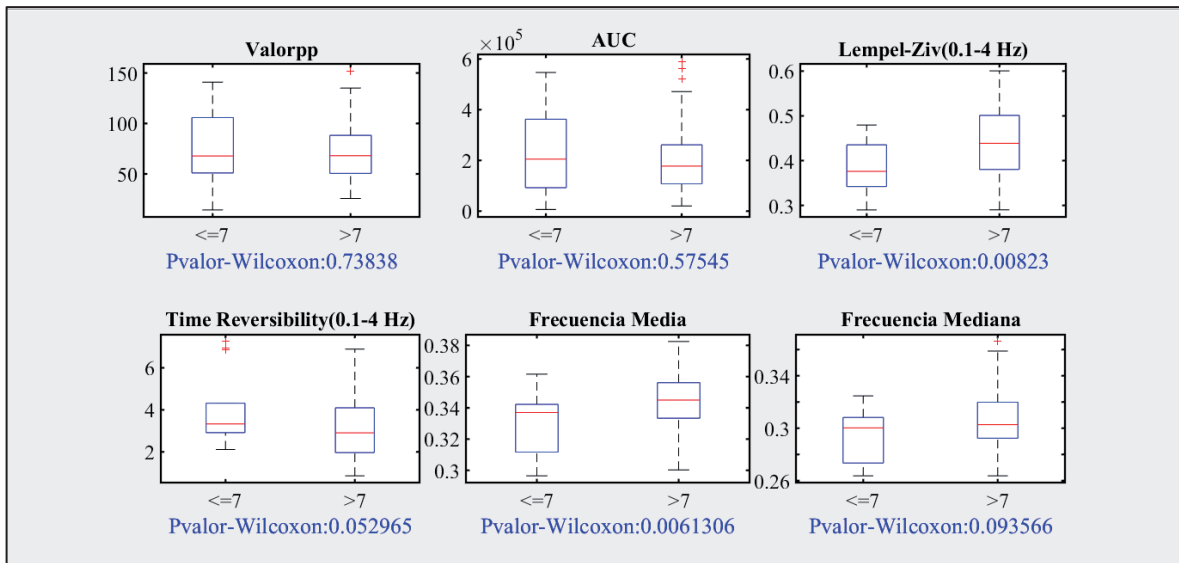 Valorpp
150
100
50
<=7 >7
Pvalor-Wilcoxon:0.73838
×10⁵ AUC
6
4
2
0
<=7 >7
Pvalor-Wilcoxon:0.57545
Lempel-Ziv(0.1-4 Hz)
0.6
0.5
0.4
0.3
<=7 >7
Pvalor-Wilcoxon:0.00823
Time Reversibility(0.1-4 Hz)
6
4
2
<=7 >7
Pvalor-Wilcoxon:0.052965
Frecuencia Media
0.38
0.36
0.34
0.32
0.3
<=7 >7
Pvalor-Wilcoxon:0.0061306
Frecuencia Mediana
0.34
0.3
0.26
<=7 >7
Pvalor-Wilcoxon:0.093566